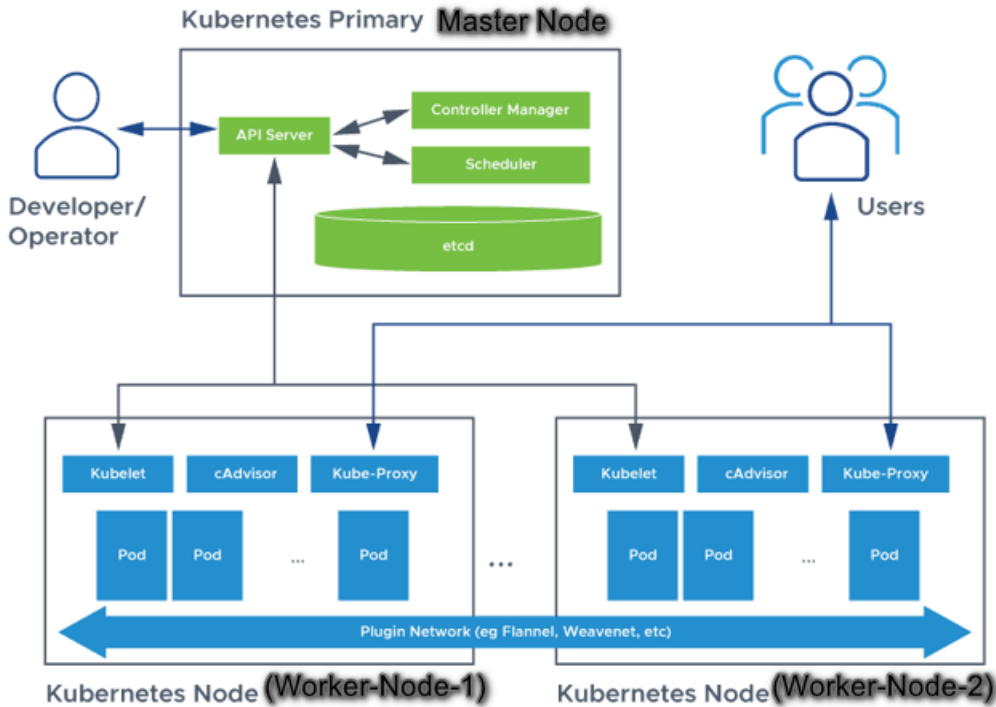 Kubernetes Primary Master Node
API Server
Controller Manager
Scheduler
etcd
Developer/
Operator
Users
Kubelet
cAdvisor
Kube-Proxy
Pod
Pod
...
Pod
...
Kubelet
cAdvisor
Kube-Proxy
Pod
Pod
...
Pod
Plugin Network (eg Flannel, Weavenet, etc)
Kubernetes Node (Worker-Node-1)
Kubernetes Node (Worker-Node-2)